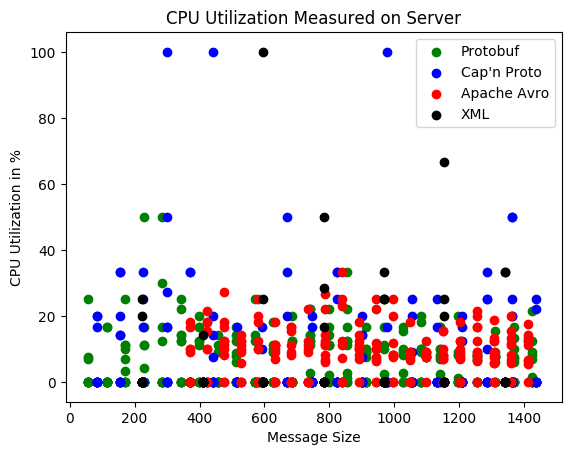 CPU Utilization Measured on Server
CPU Utilization in %
100
80
60
40
20
0
Protobuf
Cap'n Proto
Apache Avro
XML
0 200 400 600 800 1000 1200 1400
Message Size